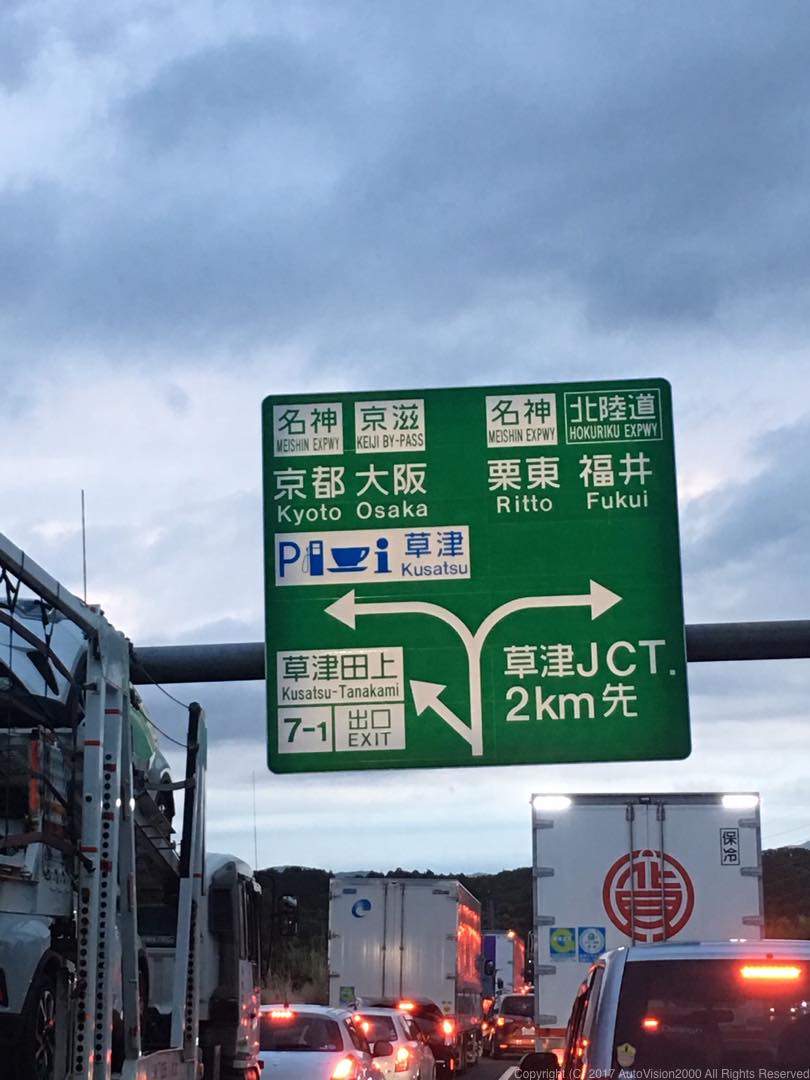 名神 京滋 名神 北陸道
MEISHIN EXPWY KEIJI BY-PASS MEISHIN EXPWY HOKURIKU EXPWY
京都 大阪 栗東 福井
Kyoto Osaka Ritto Fukui
P i 草津
Kusatsu
草津田上 草津JCT.
Kusatsu-Tanakami
7-1 出口 2km先
EXIT
保冷
Copyright (C) 2017 AutoVision2000 All Rights Reserved